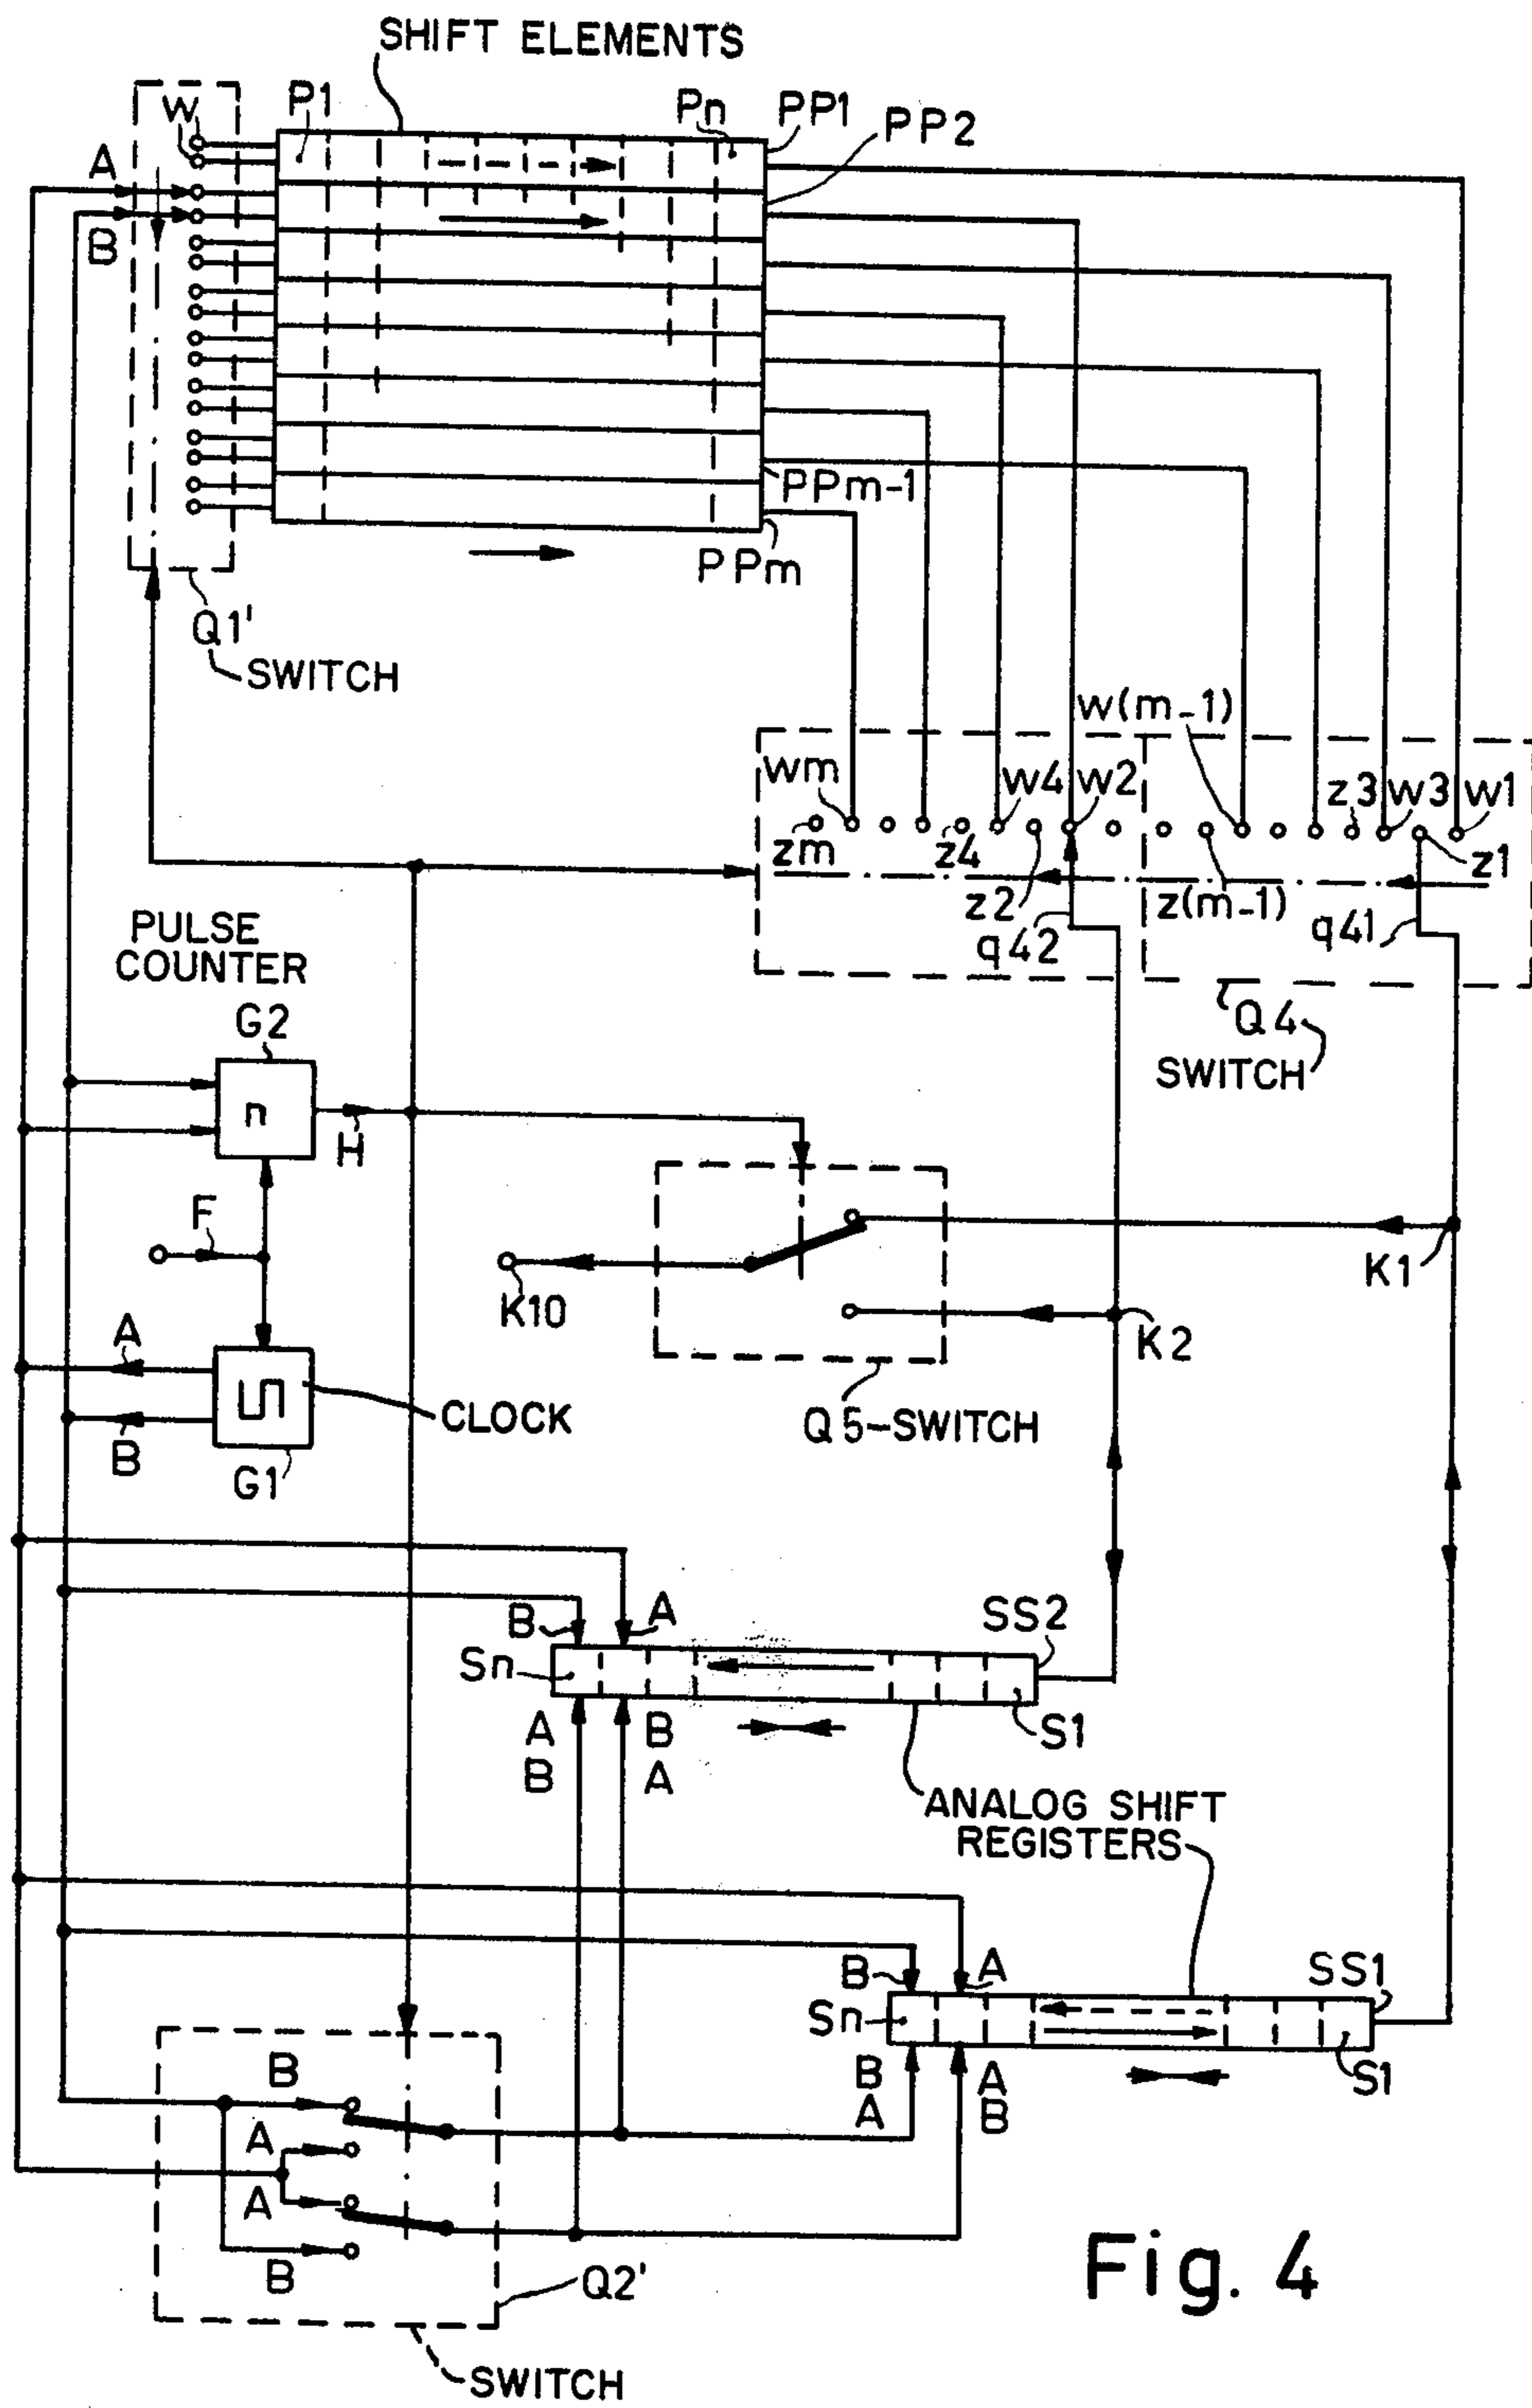 SHIFT ELEMENTS
W
P1
Pn
PP1
PP2
A
B
PPm-1
PPm
Q1'
SWITCH
w(m-1)
wm
w4
w2
z3
w3
w1
zm
z4
z2
z(m-1)
z1
q42
q41
Q4
SWITCH
PULSE
COUNTER
G2
n
H
F
K10
K1
K2
A
B
CLOCK
G1
Q5-SWITCH
B
A
SS2
Sn
S1
A
B
B
A
ANALOG SHIFT
REGISTERS
B
A
SS1
Sn
S1
B
A
A
B
B
A
A
B
Q2'
SWITCH
Fig. 4